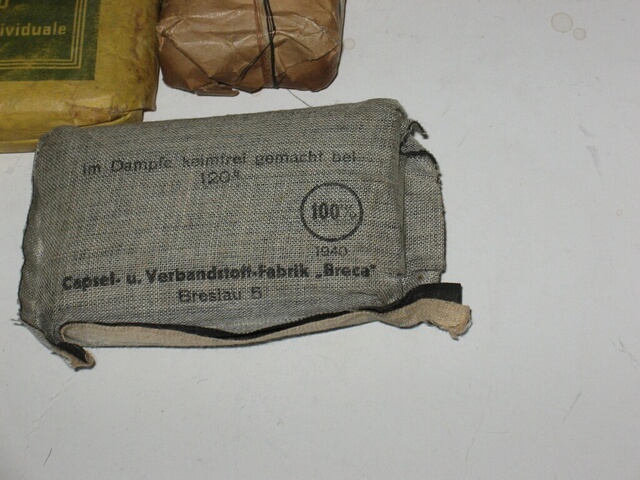 ividuale
im Dampfe keimfrei gemacht bei
120°
100%
1940
Capsel- u. Verbandstoff-Fabrik „Breca"
Breslau 5